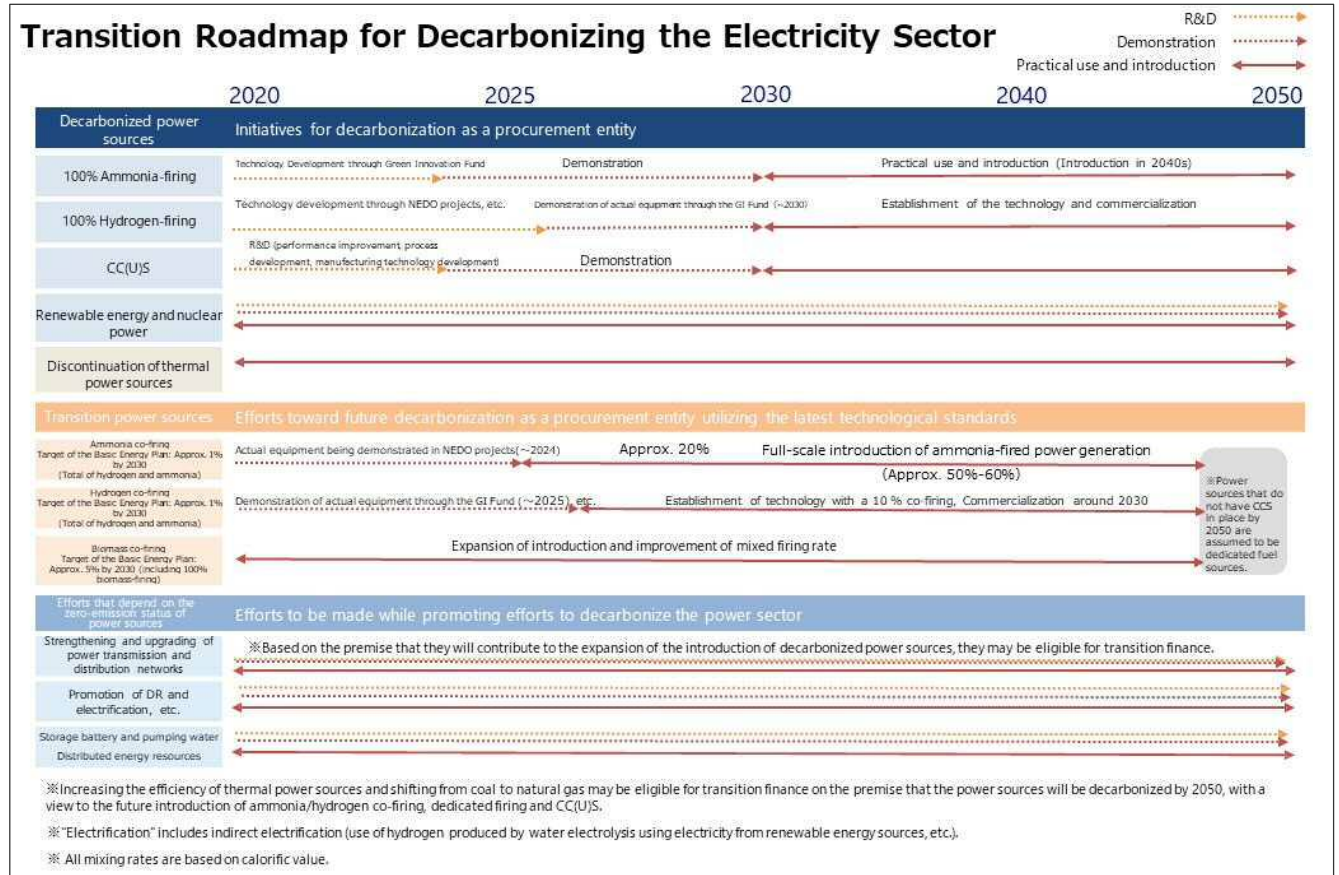 Transition Roadmap for Decarbonizing the Electricity Sector
R&D
Demonstration
Practical use and introduction
2020 2025 2030 2040 2050
Decarbonized power
sources
Initiatives for decarbonization as a procurement entity
100% Ammonia-firing
Technology Development through Green Innovation Fund
Demonstration
Practical use and introduction (Introduction in 2040s)
100% Hydrogen-firing
Technology development through NEDO projects, etc.
Demonstration of actual equipment through the GI Fund (~2030)
Establishment of the technology and commercialization
CC(U)S
R&D (performance improvement, process
development, manufacturing technology development)
Demonstration
Renewable energy and nuclear
power
Discontinuation of thermal
power sources
Transition power sources
Efforts toward future decarbonization as a procurement entity utilizing the latest technological standards
Ammonia co-firing
Target of the Basic Energy Plan: Approx. 1%
by 2030
(Total of hydrogen and ammonia)
Actual equipment being demonstrated in NEDO projects(~2024)
Approx. 20%
Full-scale introduction of ammonia-fired power generation
(Approx. 50%-60%)
Hydrogen co-firing
Target of the Basic Energy Plan: Approx. 1%
by 2030
(Total of hydrogen and ammonia)
Demonstration of actual equipment through the GI Fund (~2025), etc.
Establishment of technology with a 10 % co-firing, Commercialization around 2030
Biomass co-firing
Target of the Basic Energy Plan:
Approx. 5% by 2030 (including 100%
biomass-firing)
Expansion of introduction and improvement of mixed firing rate
※Power
sources that do
not have CCS
in place by
2050 are
assumed to be
dedicated fuel
sources.
Efforts that depend on the
zero-emission status of
power sources
Efforts to be made while promoting efforts to decarbonize the power sector
Strengthening and upgrading of
power transmission and
distribution networks
※Based on the premise that they will contribute to the expansion of the introduction of decarbonized power sources, they may be eligible for transition finance.
Promotion of DR and
electrification, etc.
Storage battery and pumping water
Distributed energy resources
※Increasing the efficiency of thermal power sources and shifting from coal to natural gas may be eligible for transition finance on the premise that the power sources will be decarbonized by 2050, with a
view to the future introduction of ammonia/hydrogen co-firing, dedicated firing and CC(U)S.
※"Electrification" includes indirect electrification (use of hydrogen produced by water electrolysis using electricity from renewable energy sources, etc.).
※ All mixing rates are based on calorific value.